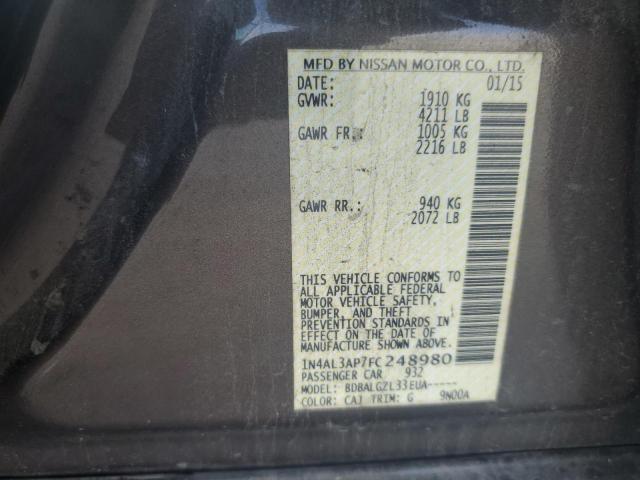 MFD BY NISSAN MOTOR CO., LTD.
DATE: 01/15
GVWR: 1910 KG
4211 LB
GAWR FR.: 1005 KG
2216 LB
GAWR RR.: 940 KG
2072 LB
THIS VEHICLE CONFORMS TO
ALL APPLICABLE FEDERAL
MOTOR VEHICLE SAFETY,
BUMPER, AND THEFT
PREVENTION STANDARDS IN
EFFECT ON THE DATE OF
MANUFACTURE SHOWN ABOVE.
1N4AL3AP7FC248980
PASSENGER CAR 932
MODEL: BDBALGZL33EUA-----
COLOR: CAJ TRIM: G 9N00A